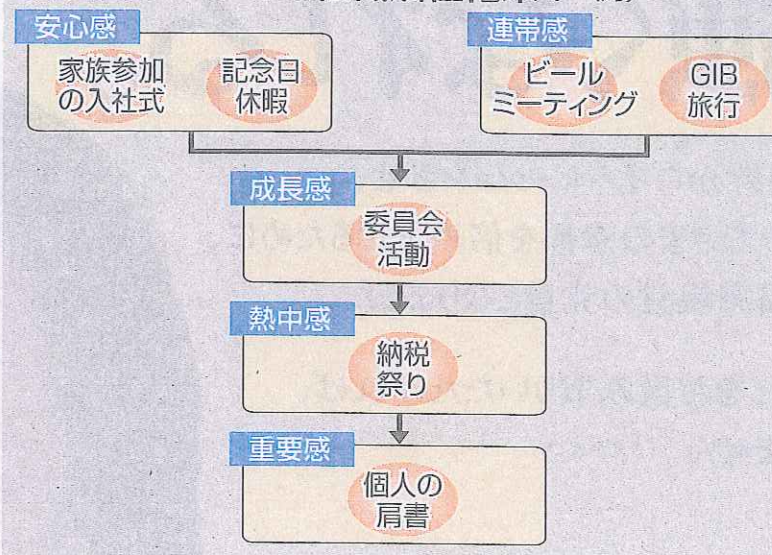 安心感
家族参加
の入社式
記念日
休暇
連帯感
ビール
ミーティング
GIB
旅行
成長感
委員会
活動
熱中感
納税
祭り
重要感
個人の
肩書